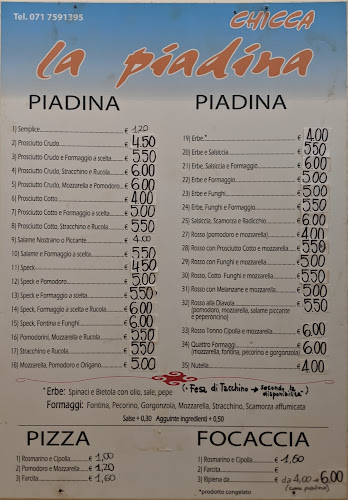 Tel. 071 7591395
CHICCA
la piadina
PIADINA
1) Semplice € 1,20
2) Prosciutto Crudo € 4.50
3) Prosciutto Crudo e Formaggio a scelta € 5.50
4) Prosciutto Crudo, Stracchino e Rucola € 6.00
5) Prosciutto Crudo, Mozzarella e Pomodoro € 6.00
6) Prosciutto Cotto € 4.00
7) Prosciutto Cotto e Formaggio a scelta € 5.00
8) Prosciutto Cotto, Stracchino e Rucola € 5.50
9) Salame Nostrano o Piccante € 4.00
10) Salame e Formaggio a scelta € 5.50
11) Speck € 4.50
12) Speck e Pomodoro € 5.00
13) Speck e Formaggio a scelta € 5.50
14) Speck, Formaggio a scelta e Rucola € 6.00
15) Speck, Fontina e Funghi € 6.00
16) Pomodorini, Mozzarella e Rucola € 5.50
17) Stracchino e Rucola € 5.50
18) Mozzarella, Pomodoro e Origano € 5.00
PIADINA
19) Erbe* € 4.00
20) Erbe e Salsiccia € 5.50
21) Erbe, Salsiccia e Formaggio € 6.00
22) Erbe e Formaggio € 5.00
23) Erbe e Funghi € 5.00
24) Erbe, Funghi e Formaggio € 5.50
25) Salsiccia, Scamorza e Radicchio € 6.00
27) Rosso (pomodoro e mozzarella) € 4.00
28) Rosso con Prosciutto Cotto e mozzarella € 5.50
29) Rosso con Funghi e mozzarella € 5.00
30) Rosso, Cotto Funghi e mozzarella € 5.50
31) Rosso con Melanzane e mozzarella € 5.00
32) Rosso alla Diavola € 5.50
(pomodoro, mozzarella, salame piccante
e peperoncino)
33) Rosso Tonno Cipolla e mozzarella € 6.00
34) Quattro Formaggi € 6.00
(mozzarella, fontina, pecorino e gorgonzola)
35) Nutella € 4.00
*Erbe: Spinaci e Bietola con olio, sale, pepe
(+ Fesa di Tacchino → secondo la
disponibilità)
Formaggi: Fontina, Pecorino, Gorgonzola, Mozzarella, Stracchino, Scamorza affumicata
Salse + 0,30 Aggiunte Ingredienti + 0,50
PIZZA
1) Rosmarino e Cipolla € 1,00
2) Pomodoro e Mozzarella € 1,20
3) Farcita € 1,60
FOCACCIA
1) Rosmarino e Cipolla € 1,60
2) Farcita €
3) Ripiena da € da 4,00 → 6,00
(come piadina)
*prodotto congelato